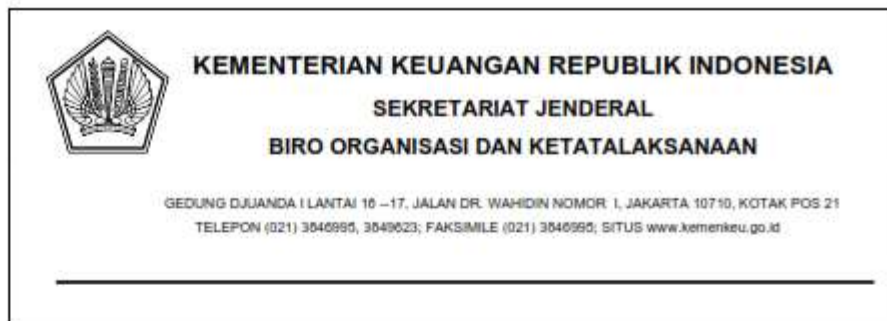 KEMENTERIAN KEUANGAN REPUBLIK INDONESIA
SEKRETARIAT JENDERAL
BIRO ORGANISASI DAN KETATALAKSANAAN
GEDUNG DJUANDA I LANTAI 16 –17, JALAN DR. WAHIDIN NOMOR I, JAKARTA 10710, KOTAK POS 21
TELEPON (021) 3846995, 3849623; FAKSIMILE (021) 3846995; SITUS www.kemenkeu.go.id